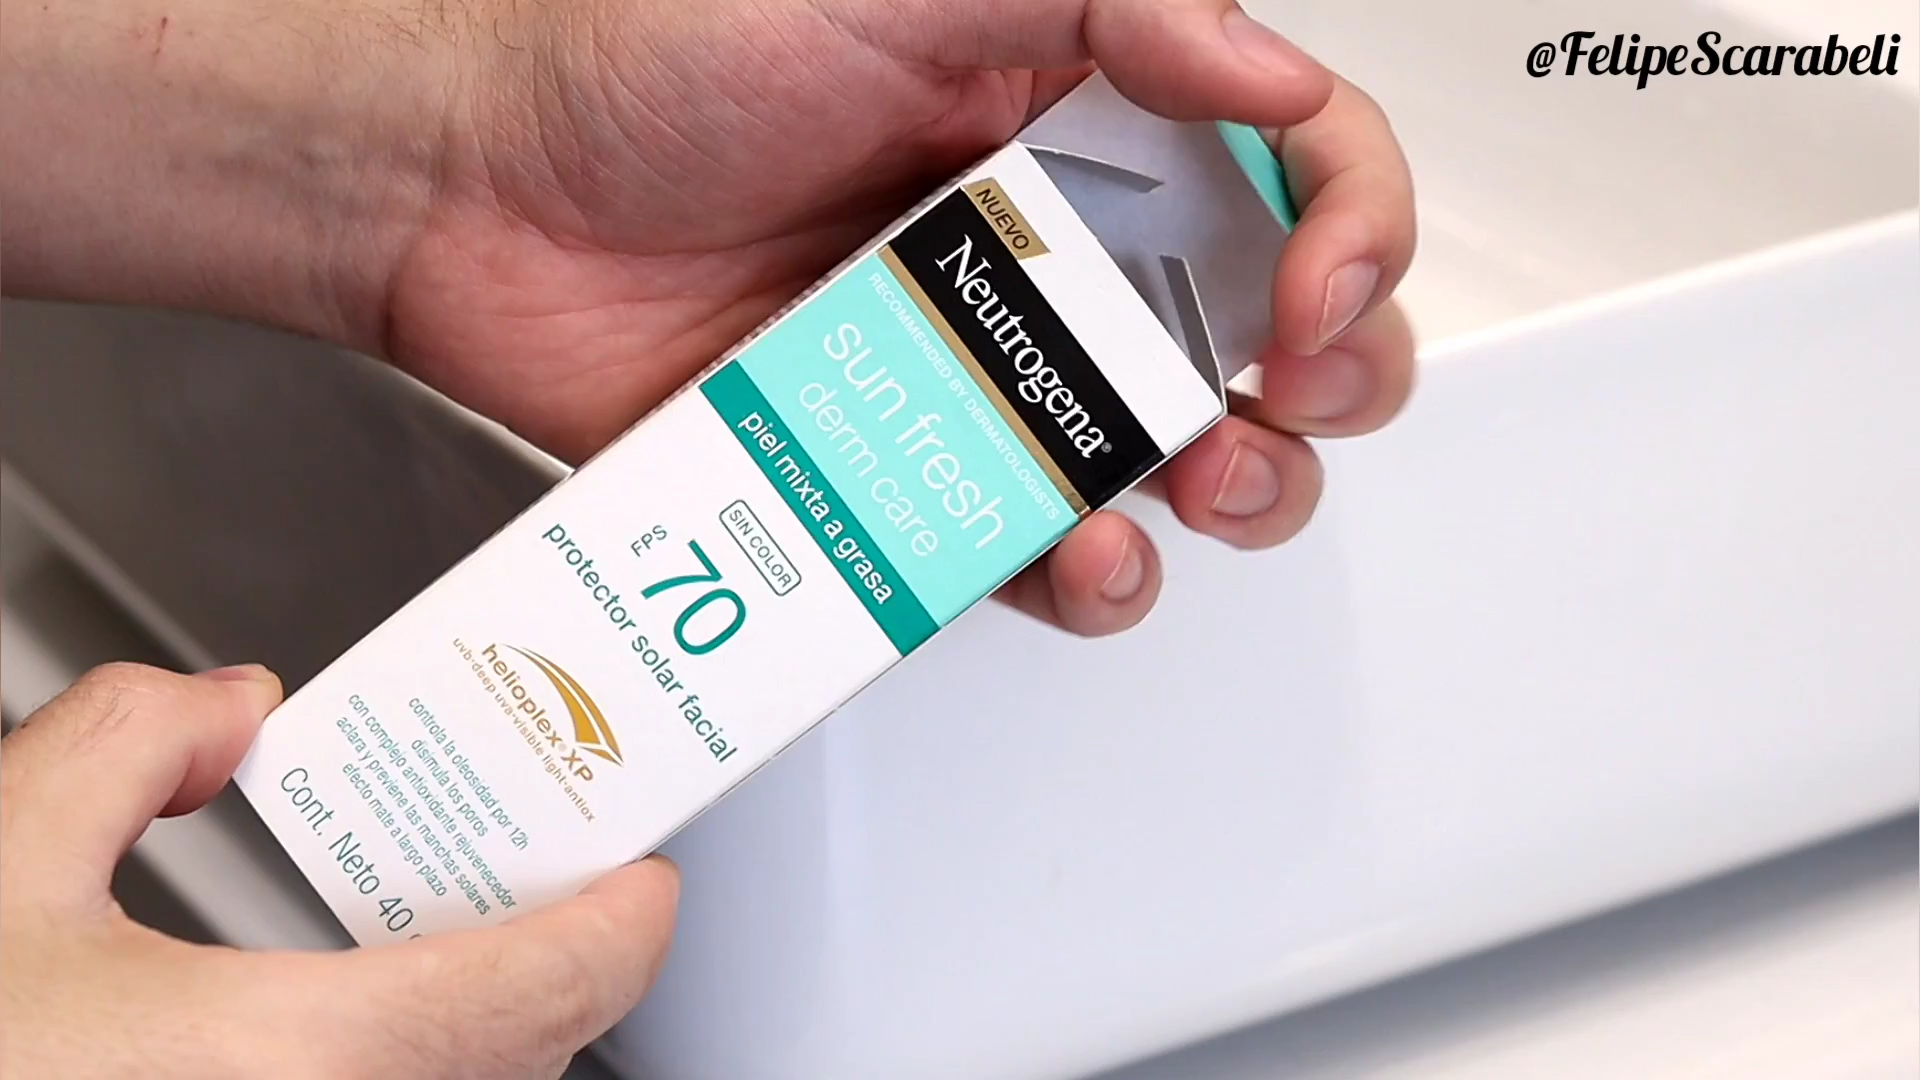 @FelipeScarabeli
NUEVO
Neutrogena®
RECOMMENDED BY DERMATOLOGISTS
sun fresh
derm care
piel mixta a grasa
SIN COLOR
FPS
70
protector solar facial
helioplex® XP
uvb·deep uva·visible light·antiox
controla la oleosidad por 12h
disimula los poros
con complejo antioxidante rejuvenecedor
aclara y previene las manchas solares
efecto mate a largo plazo
Cont. Neto 40